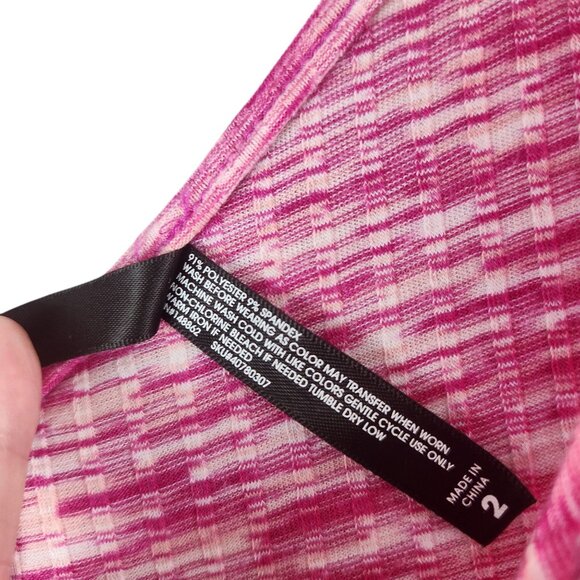 91% POLYESTER 9% SPANDEX
WASH BEFORE WEARING AS COLOR MAY TRANSFER WHEN WORN
MACHINE WASH COLD WITH LIKE COLORS GENTLE CYCLE USE ONLY
NON-CHLORINE BLEACH IF NEEDED TUMBLE DRY LOW
WARM IRON IF NEEDED
SKU#40780307
MADE IN
CHINA
2